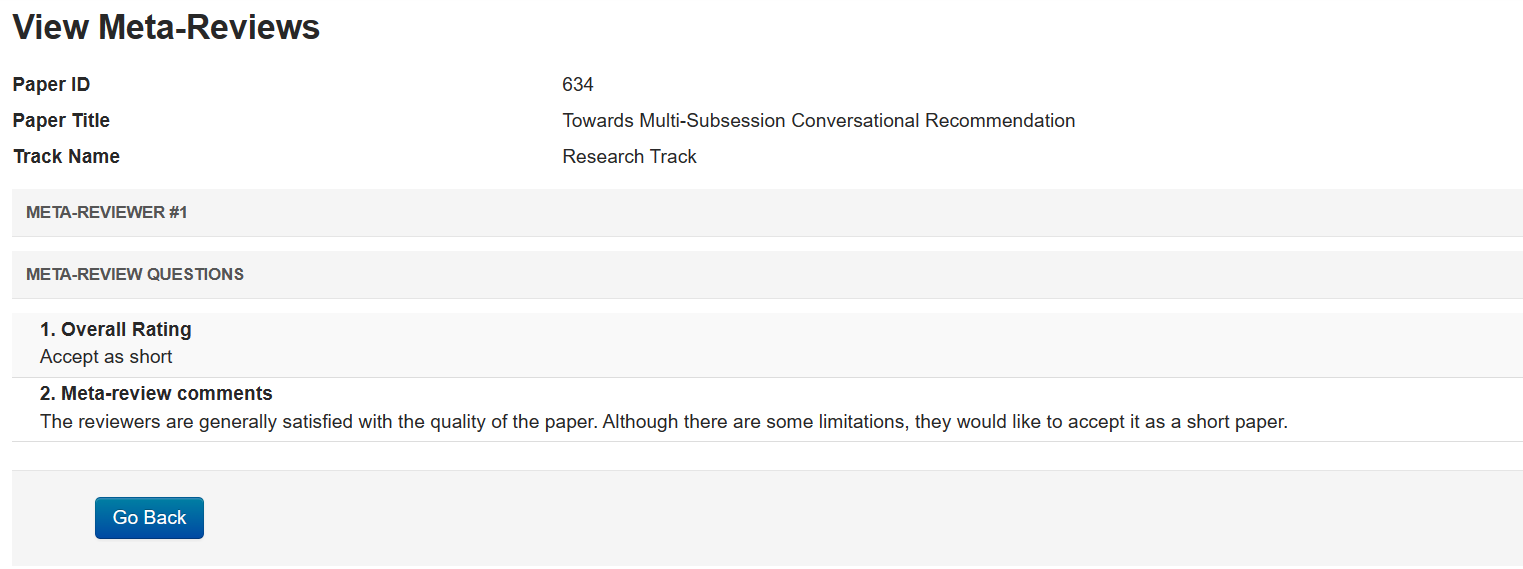 View Meta-Reviews
Paper ID 634
Paper Title Towards Multi-Subsession Conversational Recommendation
Track Name Research Track
META-REVIEWER #1
META-REVIEW QUESTIONS
1. Overall Rating
Accept as short
2. Meta-review comments
The reviewers are generally satisfied with the quality of the paper. Although there are some limitations, they would like to accept it as a short paper.
Go Back